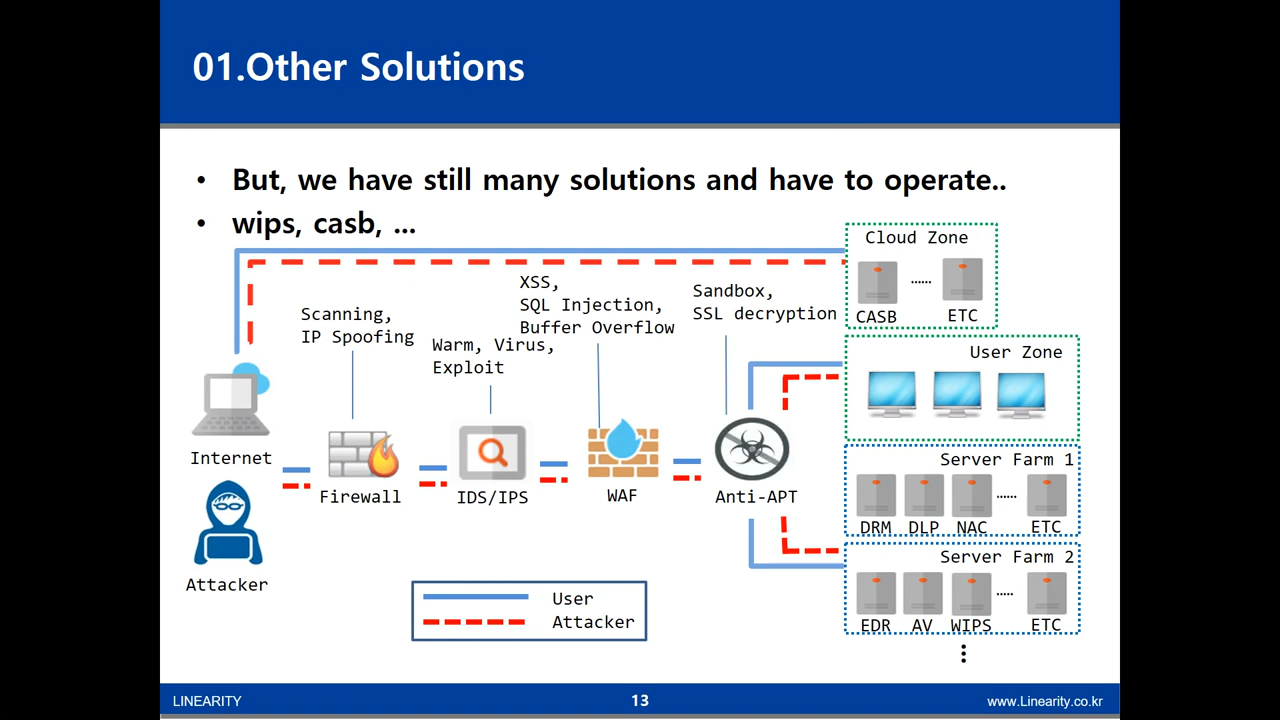 01.Other Solutions
• But, we have still many solutions and have to operate..
• wips, casb, ...
Cloud Zone
CASB ...... ETC
XSS,
SQL Injection,
Buffer Overflow
Sandbox,
SSL decryption
Scanning,
IP Spoofing
Warm, Virus,
Exploit
User Zone
Internet
Firewall
IDS/IPS
WAF
Anti-APT
Attacker
Server Farm 1
DRM DLP NAC ...... ETC
Server Farm 2
EDR AV WIPS ..... ETC
User
Attacker
LINEARITY
13
www.Linearity.co.kr